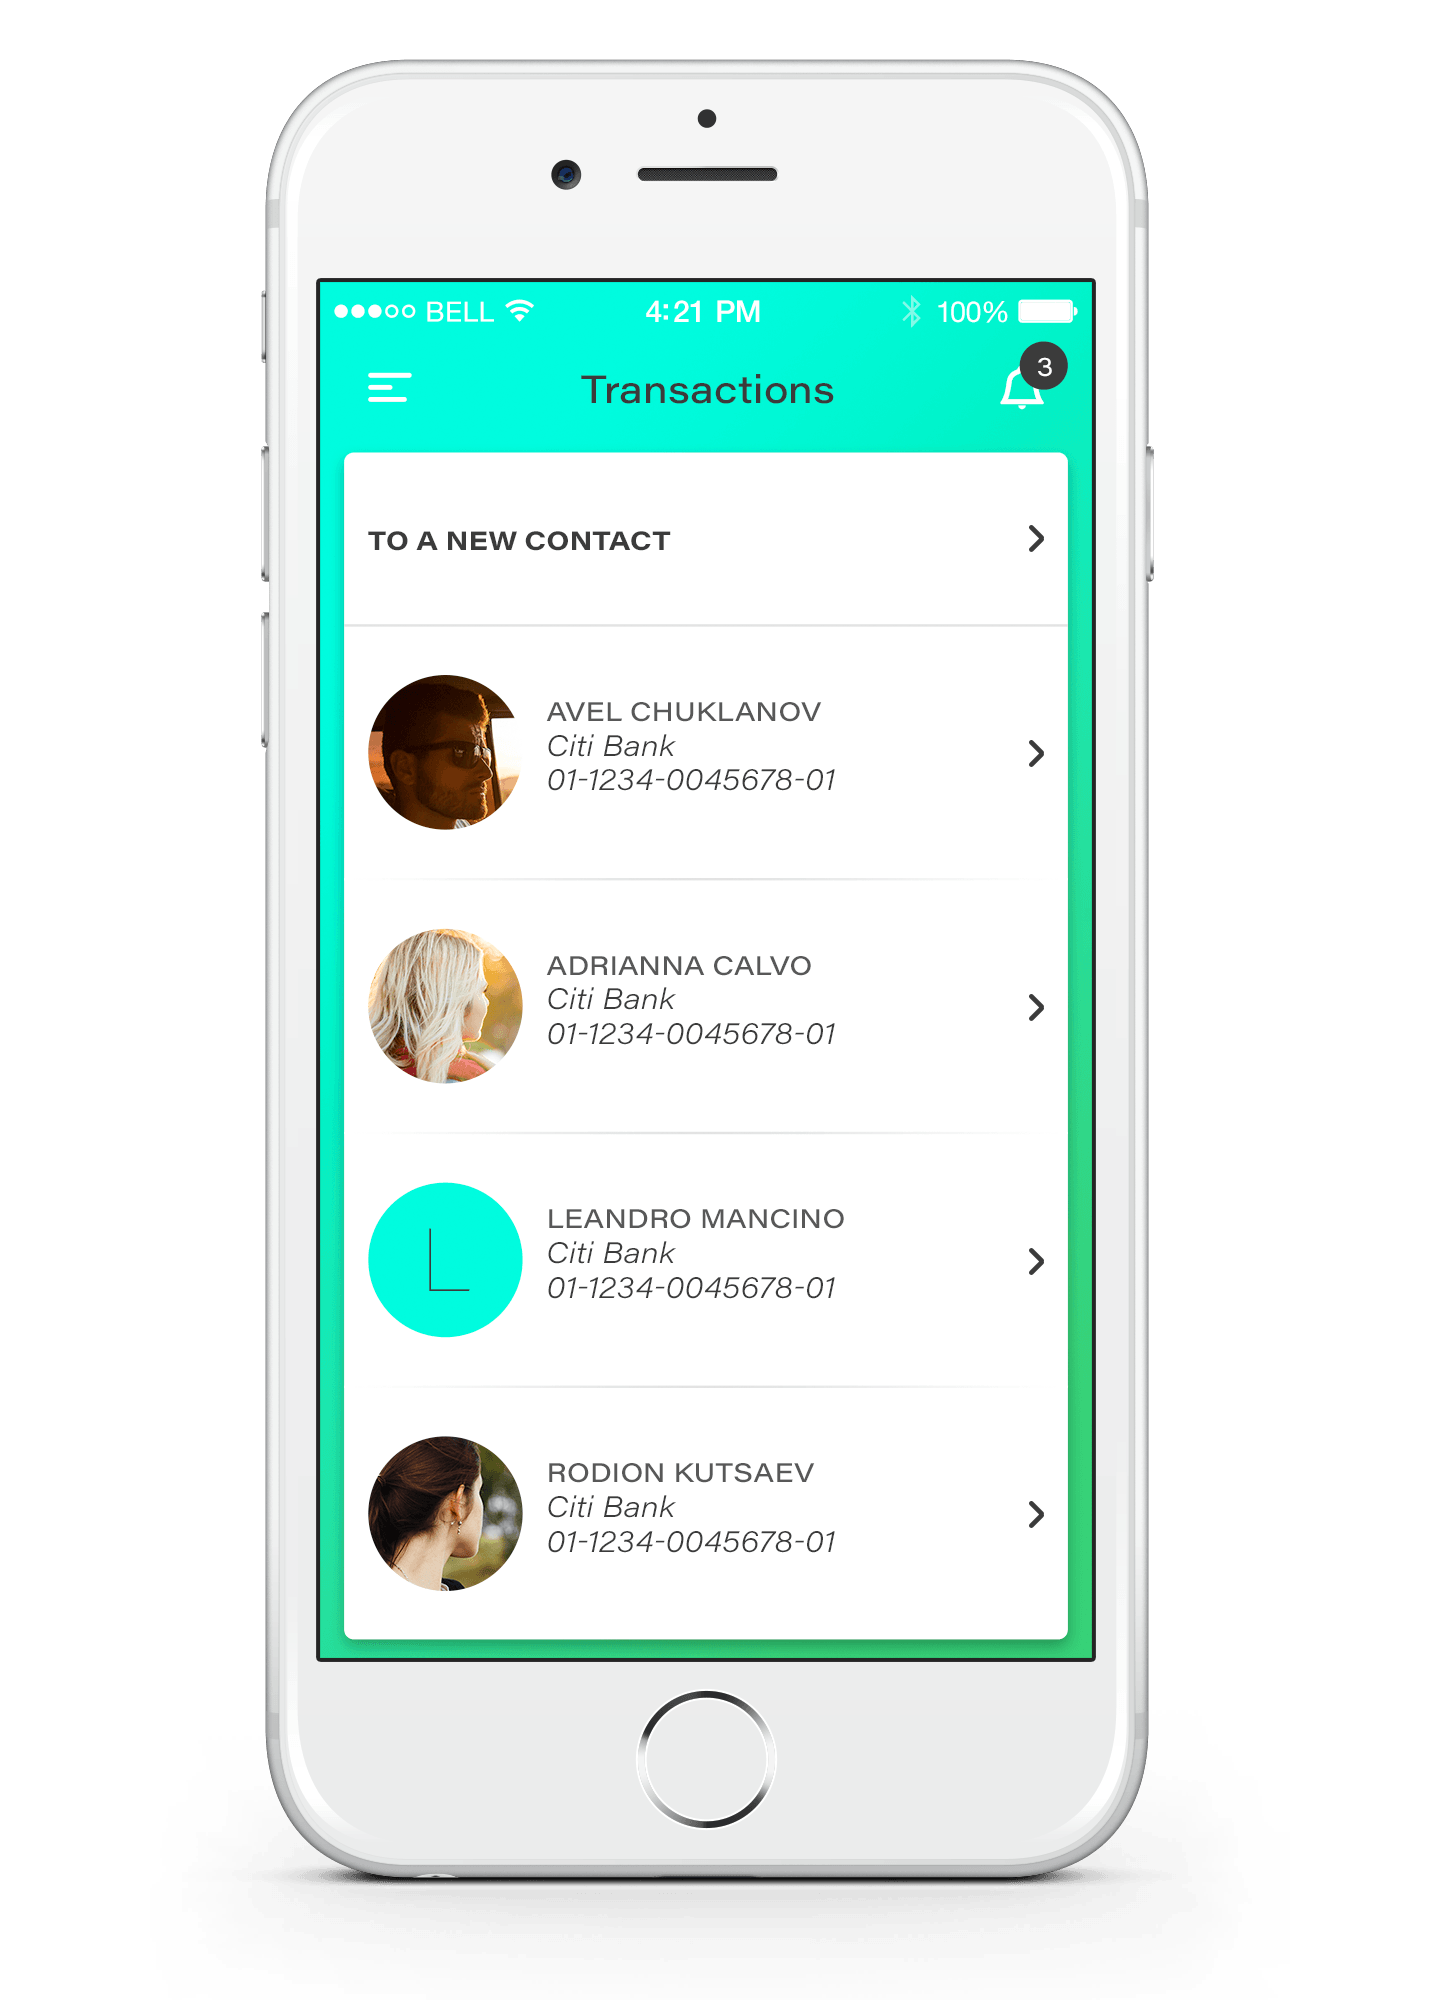 BELL 4:21 PM 100%
Transactions 3
TO A NEW CONTACT
AVEL CHUKLANOV
Citi Bank
01-1234-0045678-01
ADRIANNA CALVO
Citi Bank
01-1234-0045678-01
L
LEANDRO MANCINO
Citi Bank
01-1234-0045678-01
RODION KUTSAEV
Citi Bank
01-1234-0045678-01